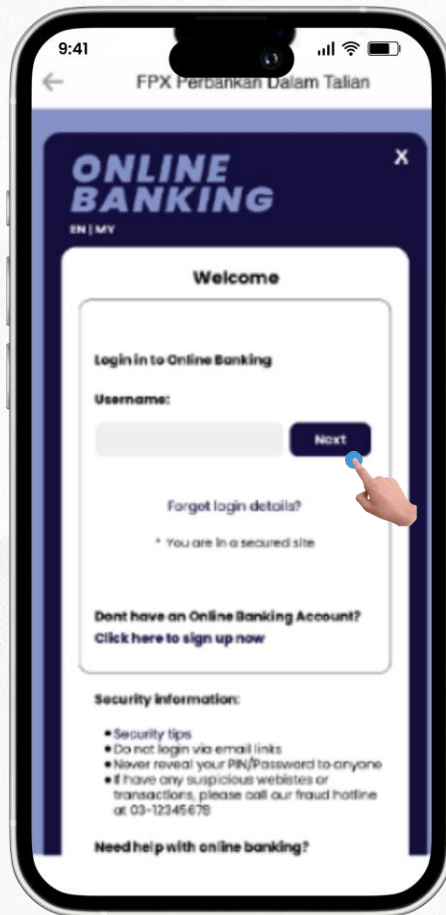 9:41
FPX Perbankan Dalam Talian
ONLINE
BANKING
X
EN | MY
Welcome
Login in to Online Banking
Username:
Next
Forgot login details?
* You are in a secured site
Dont have an Online Banking Account?
Click here to sign up now
Security information:
• Security tips
• Do not login via email links
• Never reveal your PIN/Password to anyone
• If have any suspicious webistes or
transactions, please call our fraud hotline
at 03-12345678
Need help with online banking?